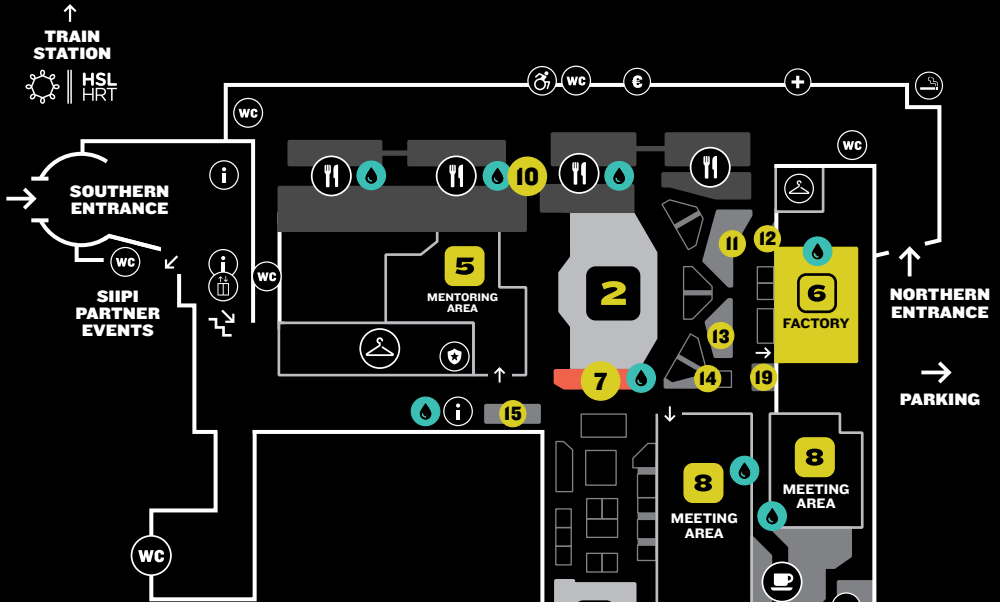 TRAIN
STATION
HSL
HRT
WC
€
WC
WC
SOUTHERN
ENTRANCE
i
10
11
12
WC
i
WC
5
MENTORING
AREA
2
6
FACTORY
NORTHERN
ENTRANCE
SIIPI
PARTNER
EVENTS
13
7
14
19
PARKING
i
15
8
MEETING
AREA
8
MEETING
AREA
WC